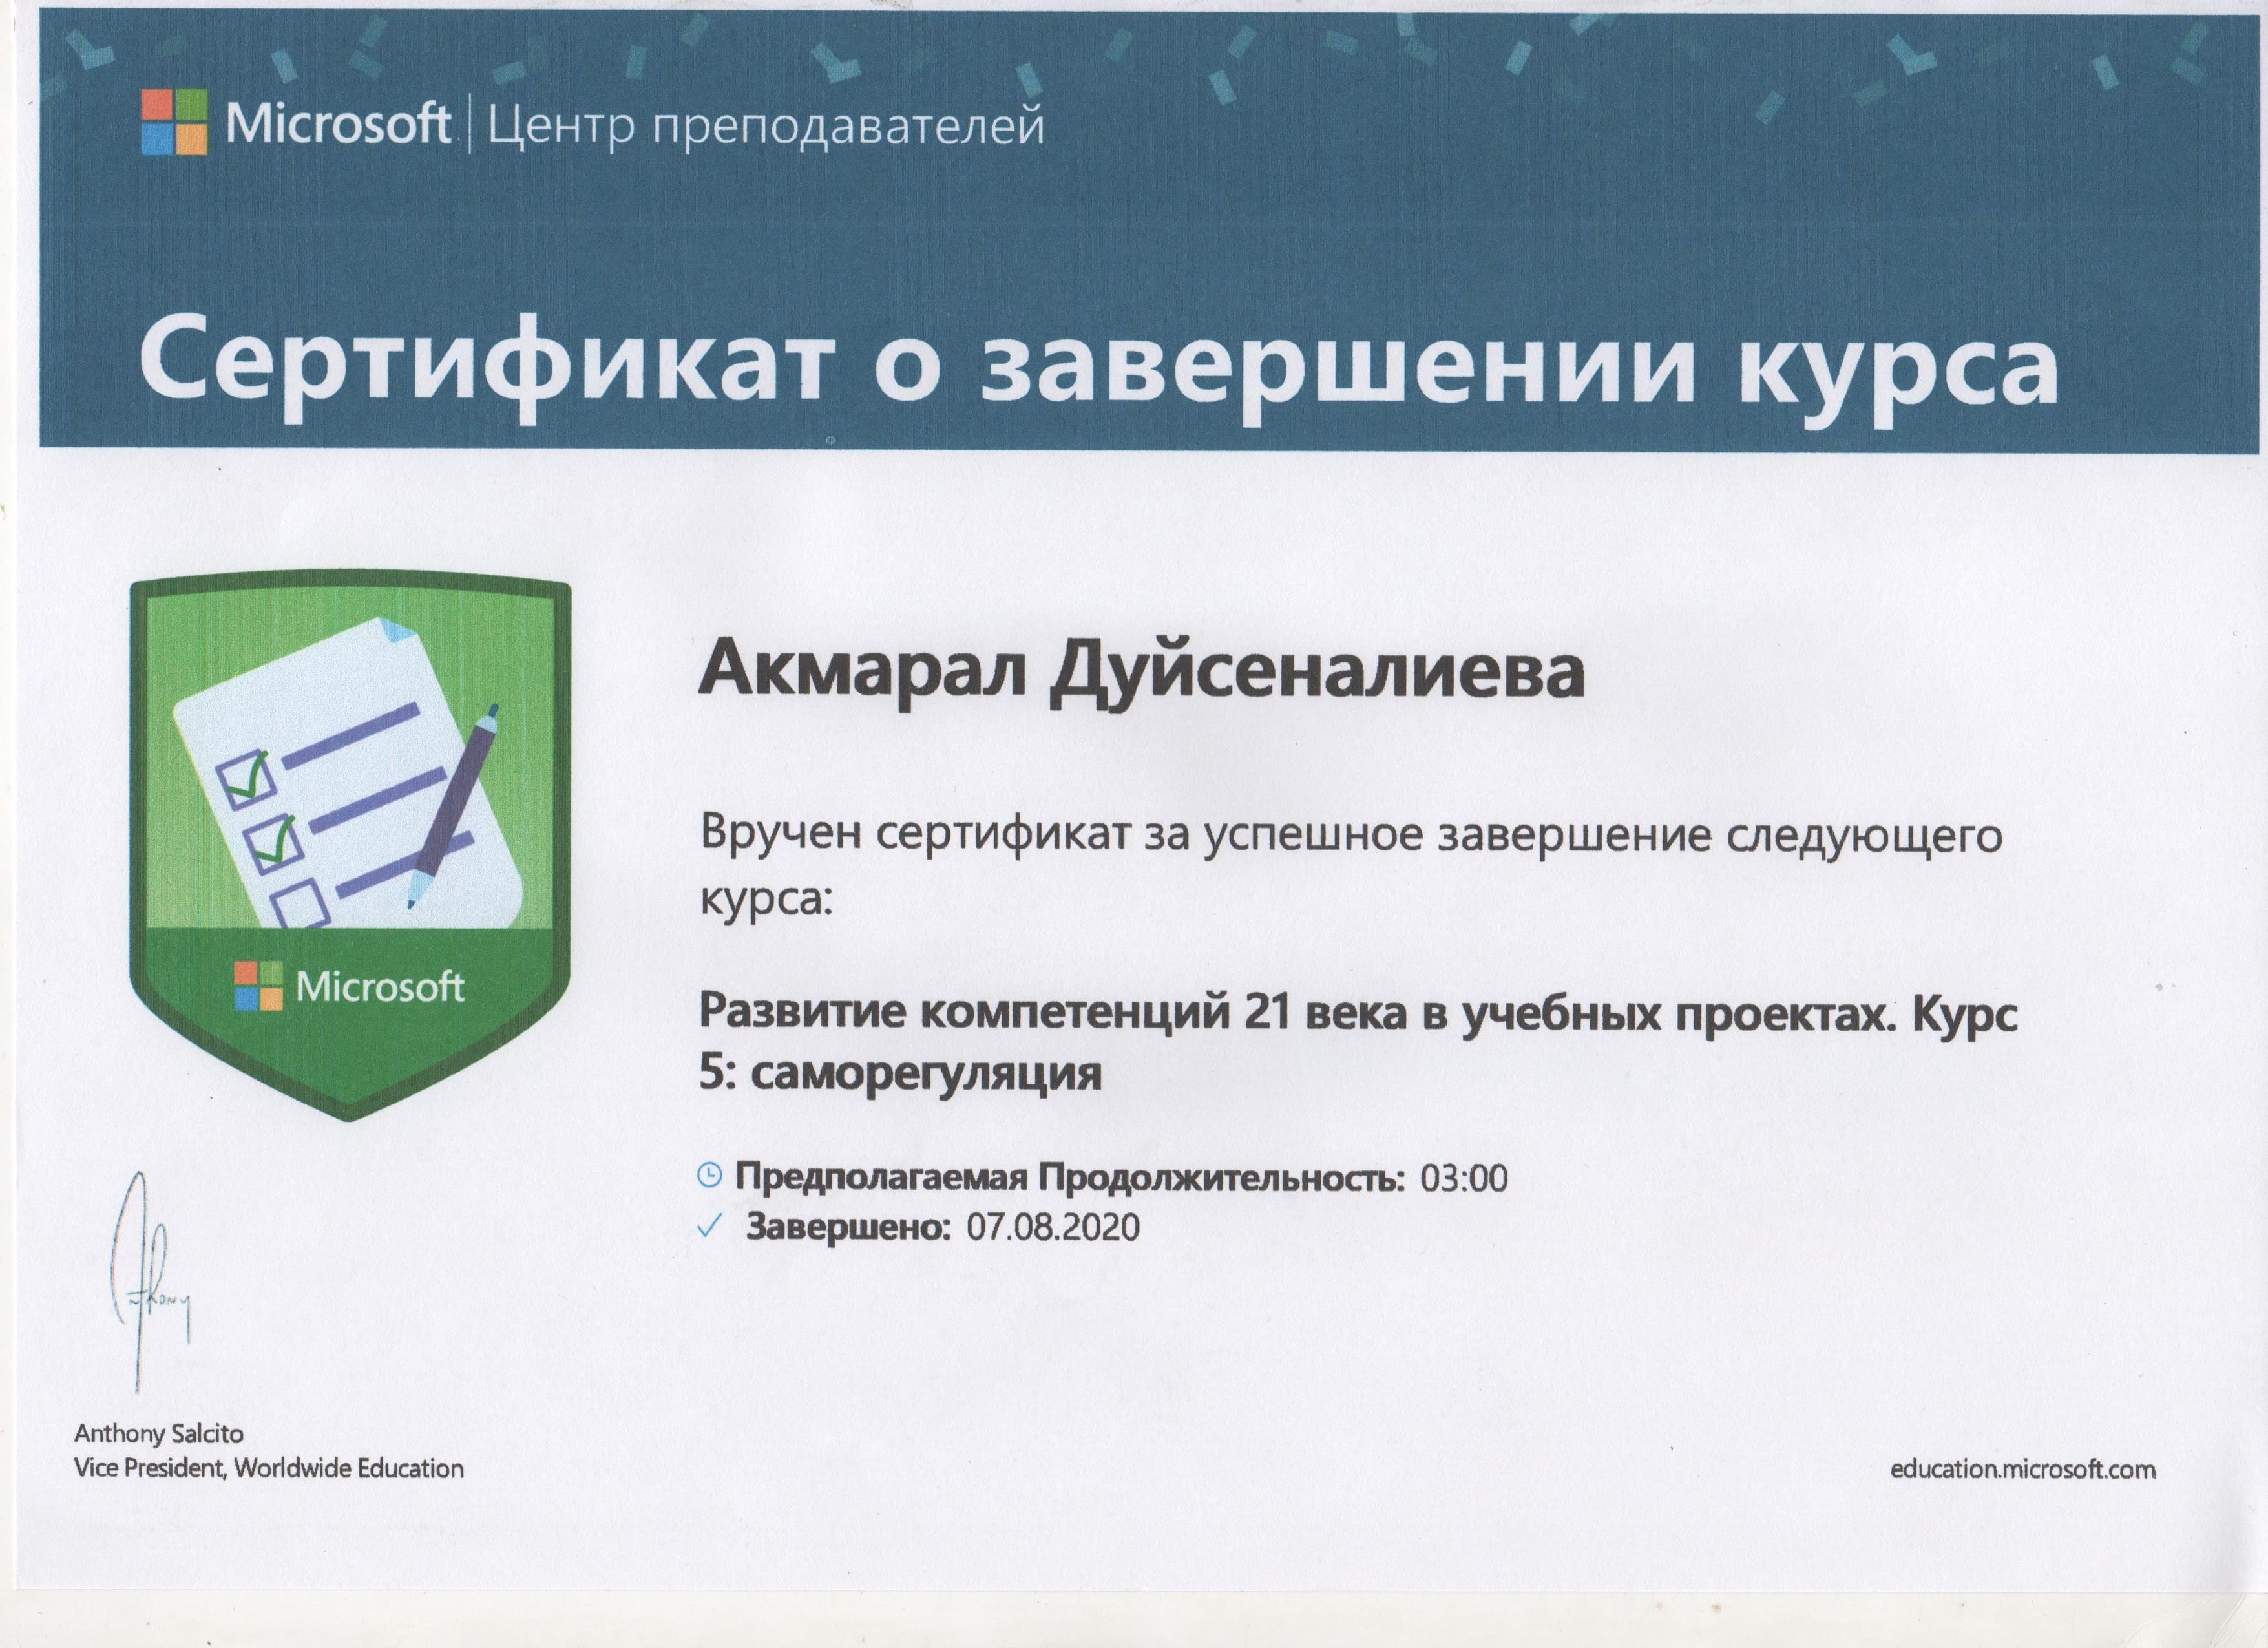 Microsoft | Центр преподавателей
Сертификат о завершении курса
Акмарал Дуйсеналиева
Вручен сертификат за успешное завершение следующего
курса:
Развитие компетенций 21 века в учебных проектах. Курс
5: саморегуляция
Предполагаемая Продолжительность: 03:00
Завершено: 07.08.2020
Microsoft
Anthony
Anthony Salcito
Vice President, Worldwide Education
education.microsoft.com